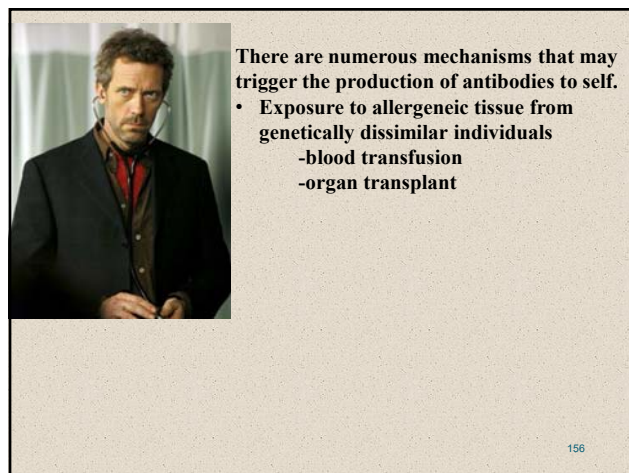 There are numerous mechanisms that may
trigger the production of antibodies to self.
• Exposure to allergeneic tissue from
genetically dissimilar individuals
-blood transfusion
-organ transplant
156